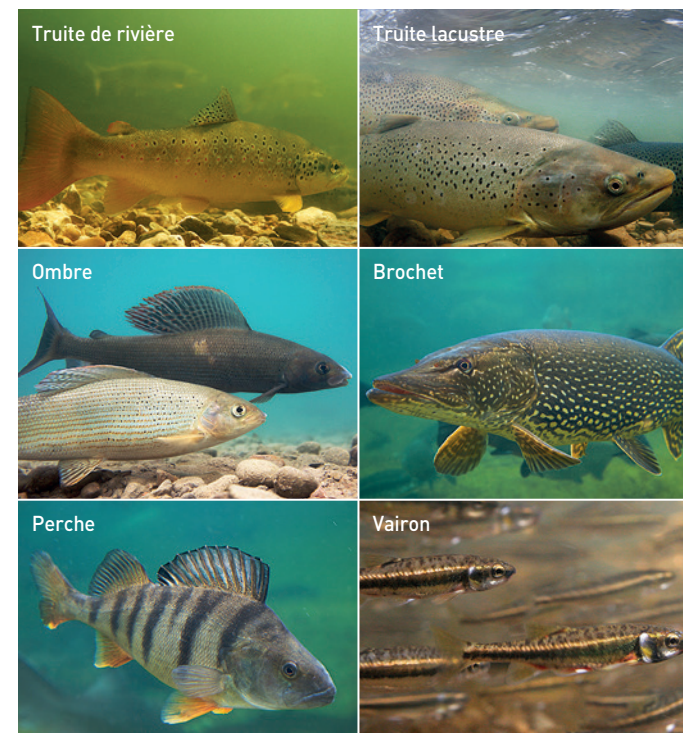 Truite de rivière
Truite lacustre
Ombre
Brochet
Perche
Vairon